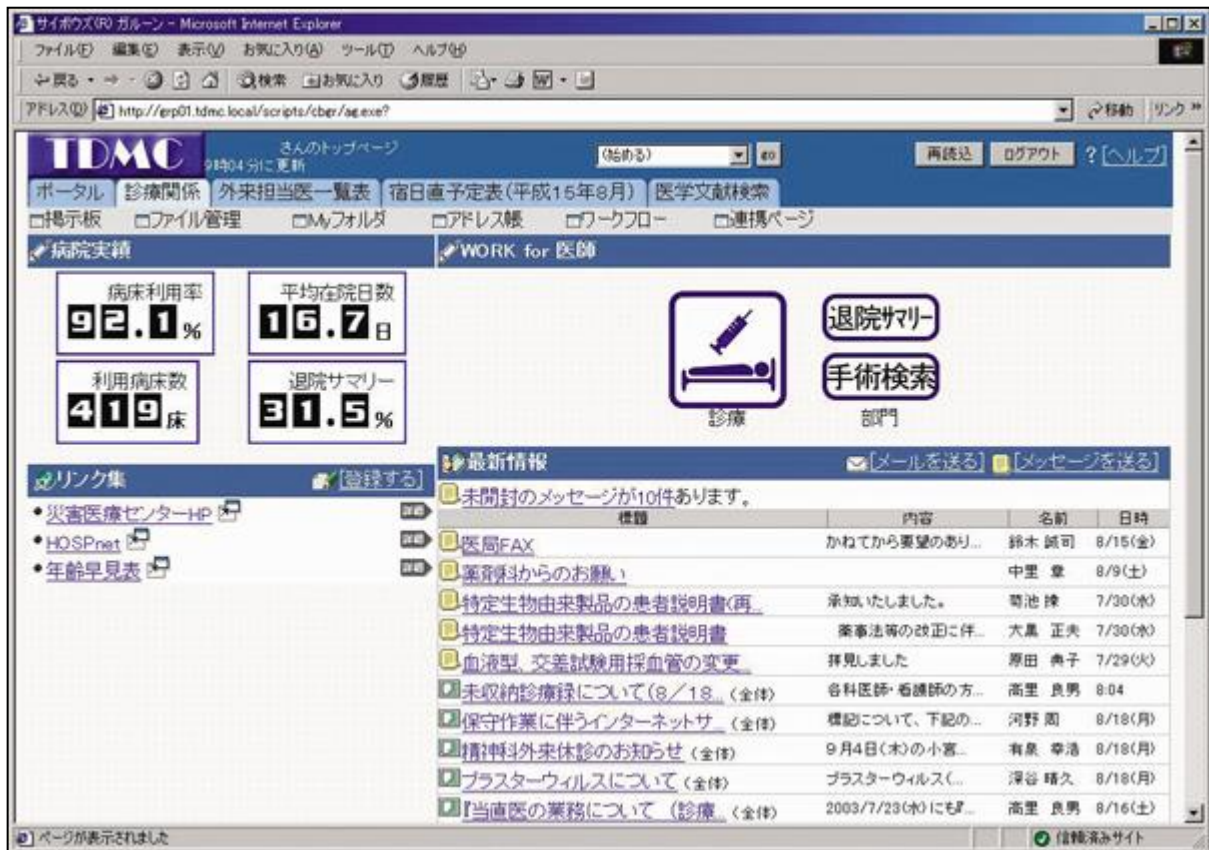 サイボウズ(R) ガルーン - Microsoft Internet Explorer
ファイル(F) 編集(E) 表示(V) お気に入り(A) ツール(T) ヘルプ(H)
戻る 検索 お気に入り 履歴
アドレス(D) http://erp01.tdmc.local/scripts/cber/ag.exe? 移動 リンク »
TDMC さんのトップページ (始める) GO 再読込 ログアウト ? [ヘルプ]
9時04分に更新
ポータル 診療関係 外来担当医一覧表 宿日直予定表(平成15年8月) 医学文献検索
掲示板 ファイル管理 Myフォルダ アドレス帳 ワークフロー 連携ページ
病院実績 WORK for 医師
病床利用率 平均在院日数
92.1% 16.7日
利用病床数 退院サマリー
419床 31.5%
退院サマリー
手術検索
診療 部門
リンク集 [登録する]
・災害医療センターHP 詳細
・HOSPnet 詳細
・年齢早見表 詳細
最新情報 [メールを送る] [メッセージを送る]
未開封のメッセージが10件あります。
標題 内容 名前 日時
医局FAX かねてから要望のあり... 鈴木 誠司 8/15(金)
薬剤科からのお願い 中里 章 8/9(土)
特定生物由来製品の患者説明書(再... 承知いたしました。 菊池 8/7/30(水)
特定生物由来製品の患者説明書 薬事法等の改正に伴... 大黒 正夫 7/30(水)
血液型、交差試験用採血管の変更... 拝見しました 原田 典子 7/29(火)
未収納診療録について(8/18... (全体) 各科医師・看護師の方... 高里 良男 8:04
保守作業に伴うインターネットサ... (全体) 標記について、下記の... 河野 周 8/18(月)
精神科外来休診のお知らせ (全体) 9月4日(木)の小宮... 有泉 幸浩 8/18(月)
ブラスターウィルスについて (全体) ブラスターウィルス(... 深谷 晴久 8/18(月)
『当直医の業務について (診療... (全体) 2003/7/23(水)にも『... 高里 良男 8/16(土)
ページが表示されました 信頼済みサイト